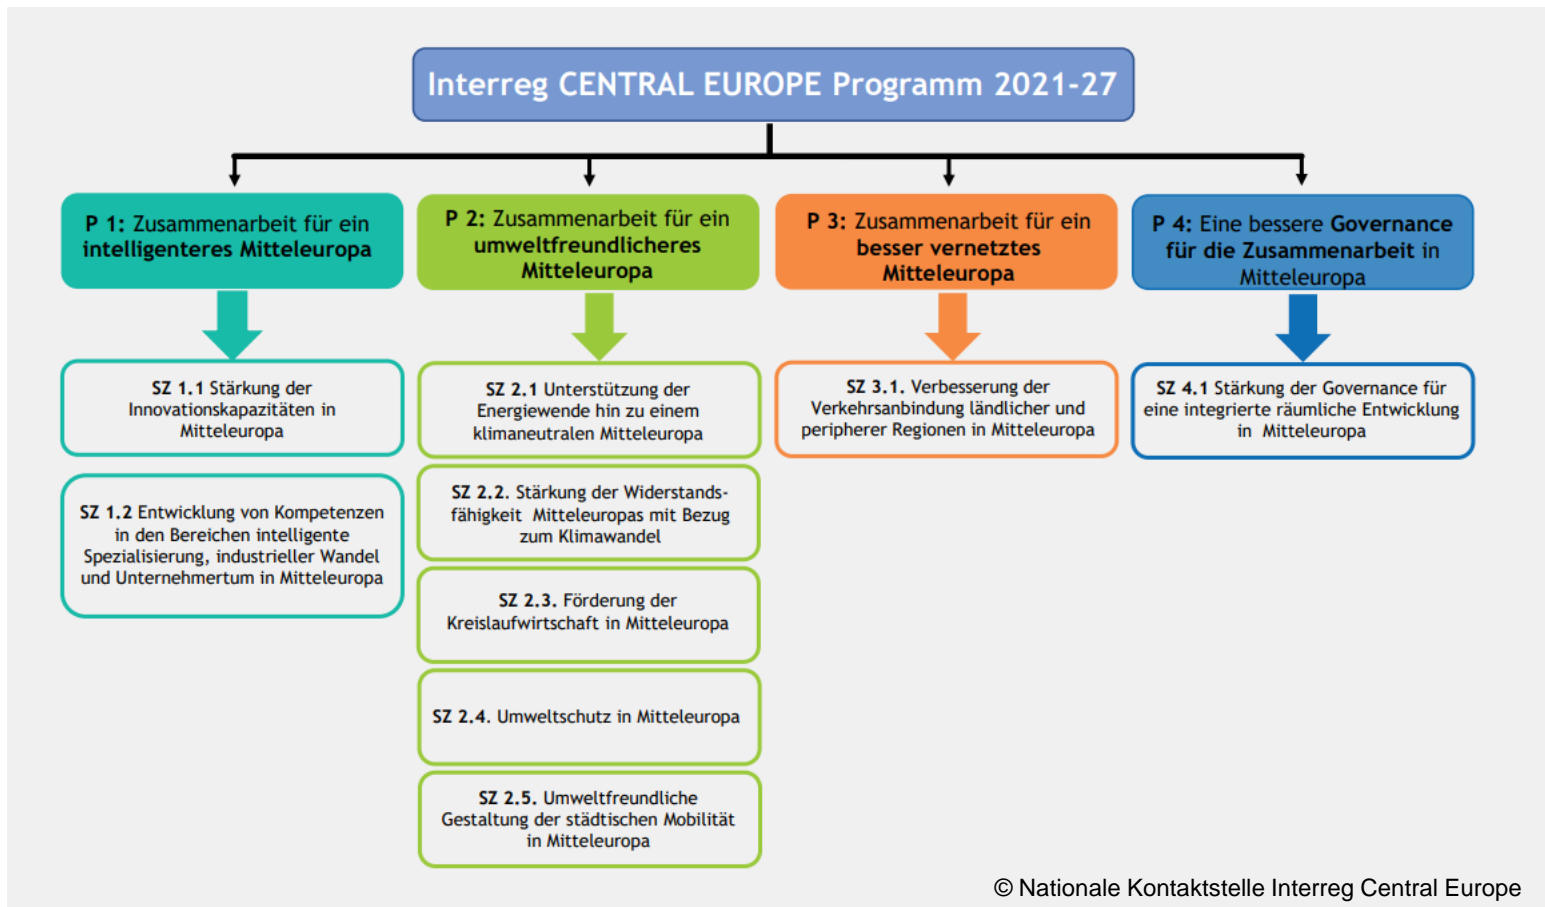 Interreg CENTRAL EUROPE Programm 2021-27
P 1: Zusammenarbeit für ein
intelligenteres Mitteleuropa
P 2: Zusammenarbeit für ein
umweltfreundlicheres
Mitteleuropa
P 3: Zusammenarbeit für ein
besser vernetztes
Mitteleuropa
P 4: Eine bessere Governance
für die Zusammenarbeit in
Mitteleuropa
SZ 1.1 Stärkung der
Innovationskapazitäten in
Mitteleuropa
SZ 1.2 Entwicklung von Kompetenzen
in den Bereichen intelligente
Spezialisierung, industrieller Wandel
und Unternehmertum in Mitteleuropa
SZ 2.1 Unterstützung der
Energiewende hin zu einem
klimaneutralen Mitteleuropa
SZ 2.2. Stärkung der Widerstands-
fähigkeit Mitteleuropas mit Bezug
zum Klimawandel
SZ 2.3. Förderung der
Kreislaufwirtschaft in Mitteleuropa
SZ 2.4. Umweltschutz in Mitteleuropa
SZ 2.5. Umweltfreundliche
Gestaltung der städtischen Mobilität
in Mitteleuropa
SZ 3.1. Verbesserung der
Verkehrsanbindung ländlicher und
peripherer Regionen in Mitteleuropa
SZ 4.1 Stärkung der Governance für
eine integrierte räumliche Entwicklung
in Mitteleuropa
© Nationale Kontaktstelle Interreg Central Europe